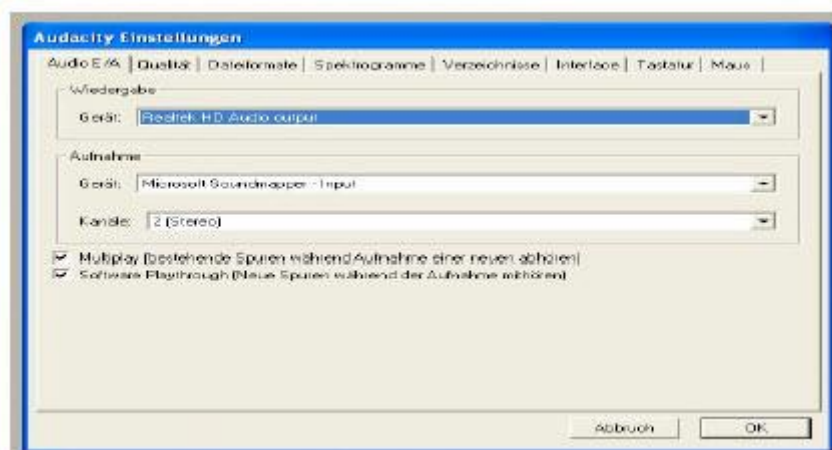 Audacity Einstellungen
Audio E/A | Qualität | Dateiformate | Spektrogramme | Verzeichnisse | Interface | Tastatur | Maus |
Wiedergabe
Gerät: Realtek HD Audio output
Aufnahme
Gerät: Microsoft Soundmapper - Input
Kanäle: 2 (Stereo)
Multiplay (bestehende Spuren während Aufnahme einer neuen abhören)
Software Playthrough (Neue Spuren während der Aufnahme mithören)
Abbruch OK